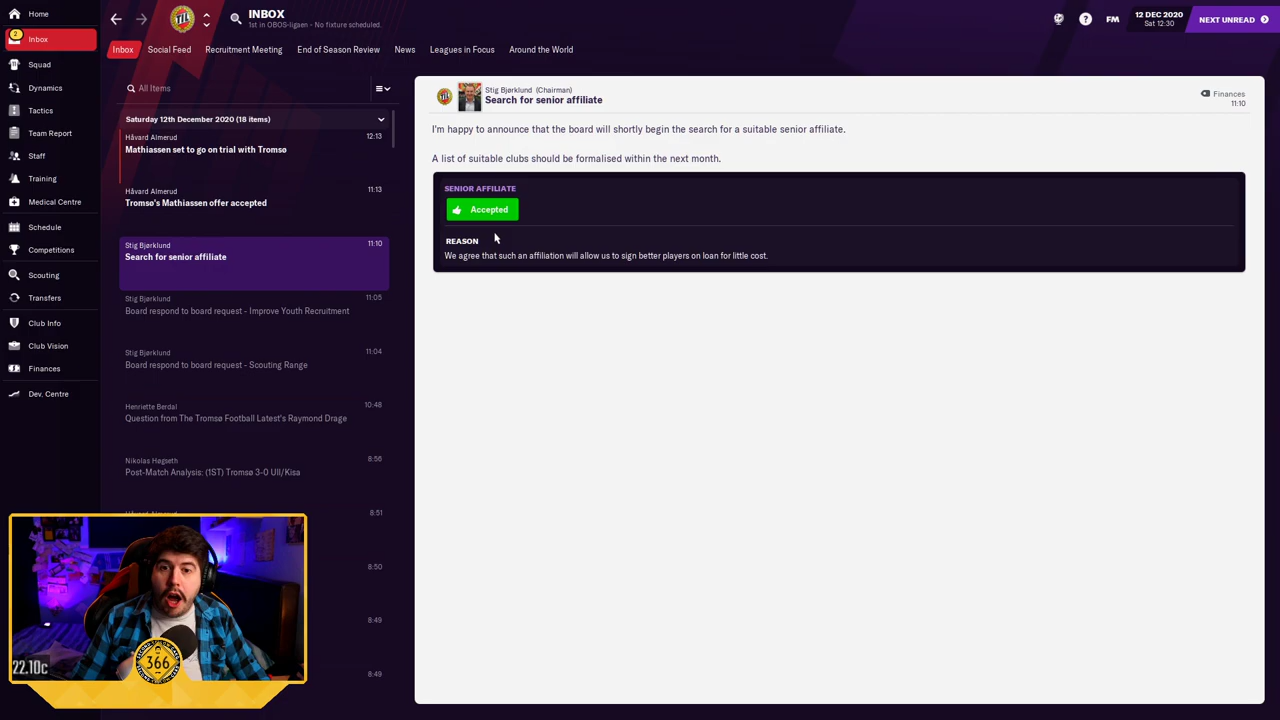 Home
INBOX
1st in OBOS-ligaen - No fixture scheduled.
FM
12 DEC 2020
Sat 12:30
NEXT UNREAD
2
Inbox
Squad
Dynamics
Tactics
Team Report
Staff
Training
Medical Centre
Schedule
Competitions
Scouting
Transfers
Club Info
Club Vision
Finances
Dev. Centre
Inbox
Social Feed
Recruitment Meeting
End of Season Review
News
Leagues in Focus
Around the World
All Items
Saturday 12th December 2020 (18 items)
Håvard Almerud 12:13
Mathiassen set to go on trial with Tromsø
Håvard Almerud 11:13
Tromsø's Mathiassen offer accepted
Stig Bjørklund 11:10
Search for senior affiliate
Stig Bjørklund 11:05
Board respond to board request - Improve Youth Recruitment
Stig Bjørklund 11:04
Board respond to board request - Scouting Range
Henriette Berdal 10:48
Question from The Tromsø Football Latest's Raymond Drage
Nikolas Høgseth 8:56
Post-Match Analysis: (1ST) Tromsø 3-0 Ull/Kisa
8:51
8:50
8:49
8:49
Stig Bjørklund (Chairman)
Search for senior affiliate
Finances
11:10
I'm happy to announce that the board will shortly begin the search for a suitable senior affiliate.
A list of suitable clubs should be formalised within the next month.
SENIOR AFFILIATE
Accepted
REASON
We agree that such an affiliation will allow us to sign better players on loan for little cost.
22.10c
366